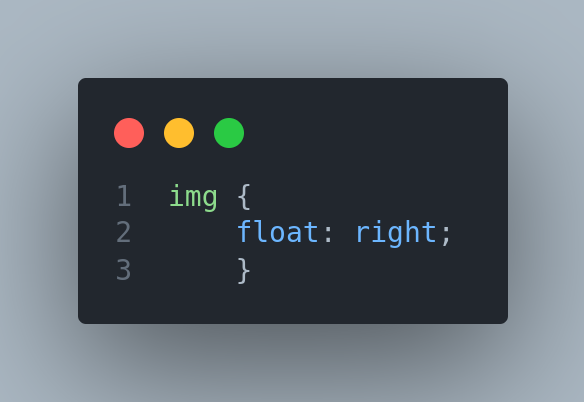 1 img {
2     float: right;
3     }